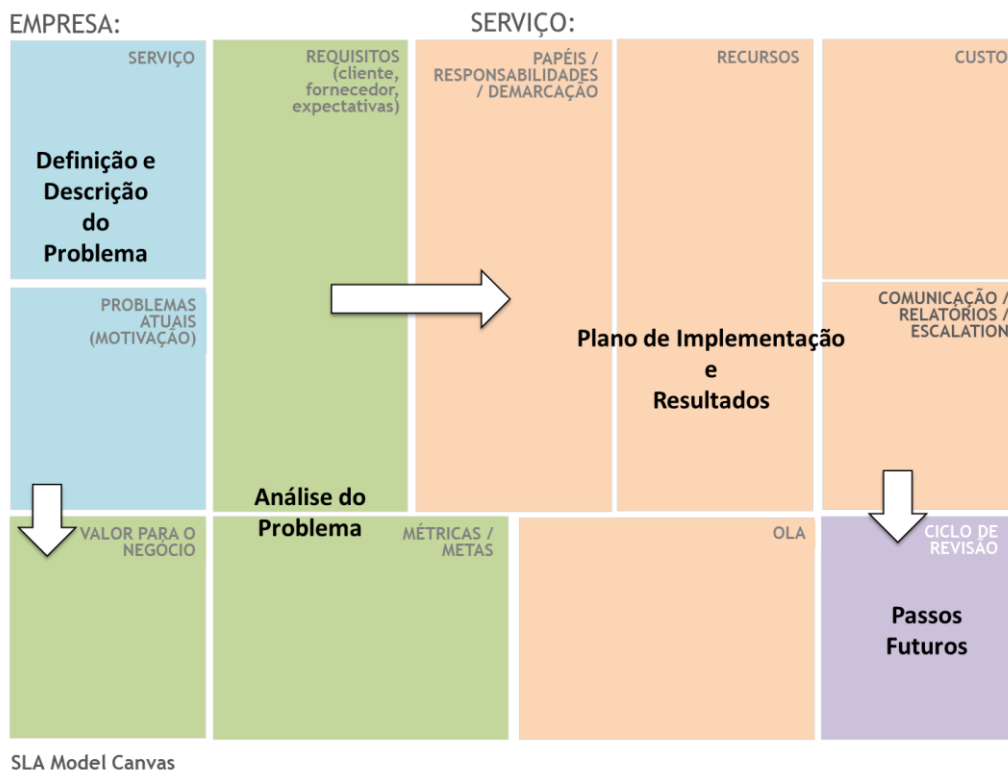 EMPRESA:
SERVIÇO:
SERVIÇO
Definição e
Descrição
do
Problema
REQUISITOS
(cliente,
fornecedor,
expectativas)
PAPÉIS /
RESPONSABILIDADES
/ DEMARCAÇÃO
RECURSOS
CUSTO
PROBLEMAS
ATUAIS
(MOTIVAÇÃO)
COMUNICAÇÃO /
RELATÓRIOS /
ESCALATION
Plano de Implementação
e
Resultados
Análise do
Problema
VALOR PARA O
NEGÓCIO
MÉTRICAS /
METAS
OLA
CICLO DE
REVISÃO
Passos
Futuros
SLA Model Canvas